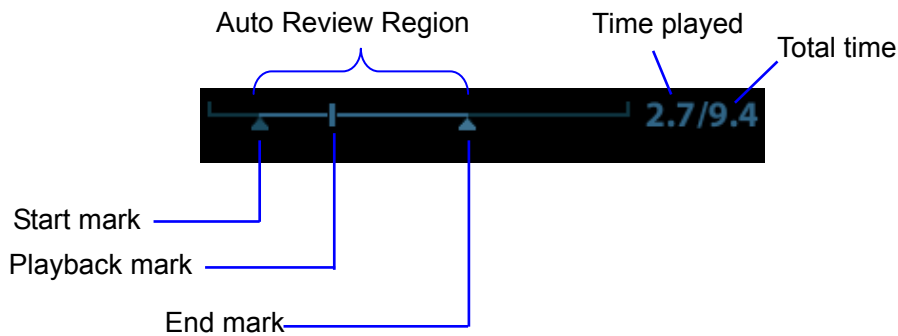 Auto Review Region
Time played
Total time
2.7/9.4
Start mark
Playback mark
End mark